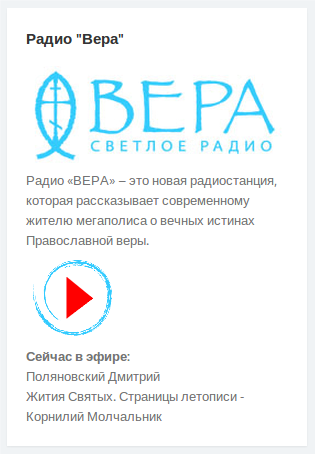 Радио "Вера"
ВЕРА
СВЕТЛОЕ РАДИО
Радио «ВЕРА» – это новая радиостанция,
которая рассказывает современному
жителю мегаполиса о вечных истинах
Православной веры.
Сейчас в эфире:
Поляновский Дмитрий
Жития Святых. Страницы летописи -
Корнилий Молчальник